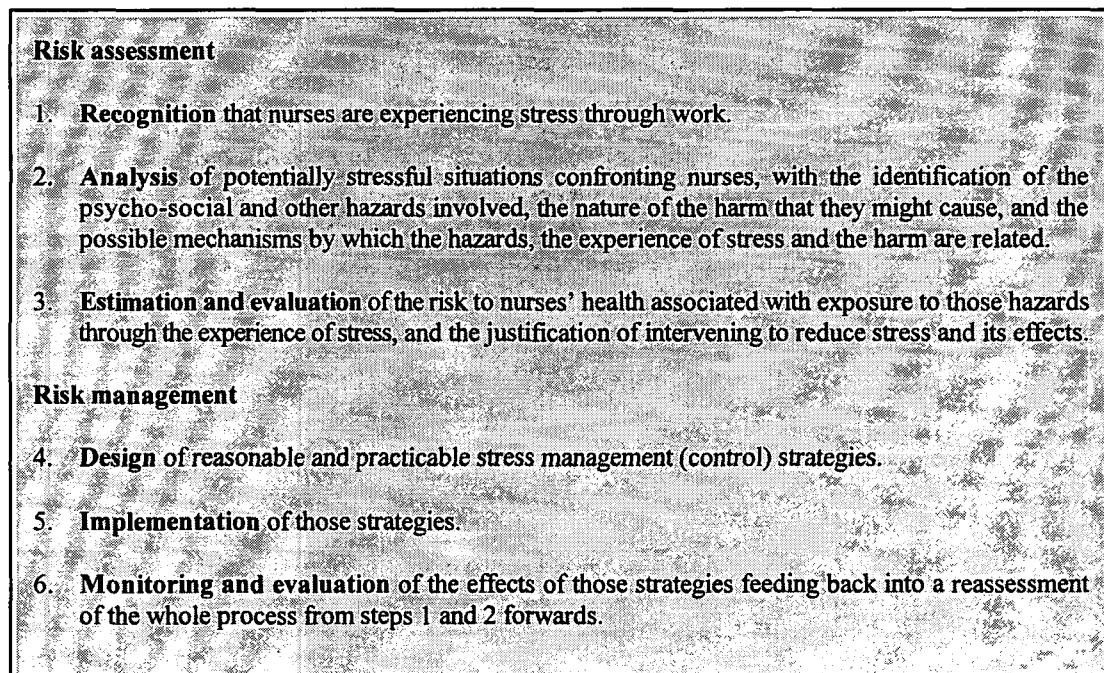 Risk assessment
1. Recognition that nurses are experiencing stress through work.
2. Analysis of potentially stressful situations confronting nurses, with the identification of the
psycho-social and other hazards involved, the nature of the harm that they might cause, and the
possible mechanisms by which the hazards, the experience of stress and the harm are related.
3. Estimation and evaluation of the risk to nurses' health associated with exposure to those hazards
through the experience of stress, and the justification of intervening to reduce stress and its effects.
Risk management
4. Design of reasonable and practicable stress management (control) strategies.
5. Implementation of those strategies.
6. Monitoring and evaluation of the effects of those strategies feeding back into a reassessment
of the whole process from steps 1 and 2 forwards.